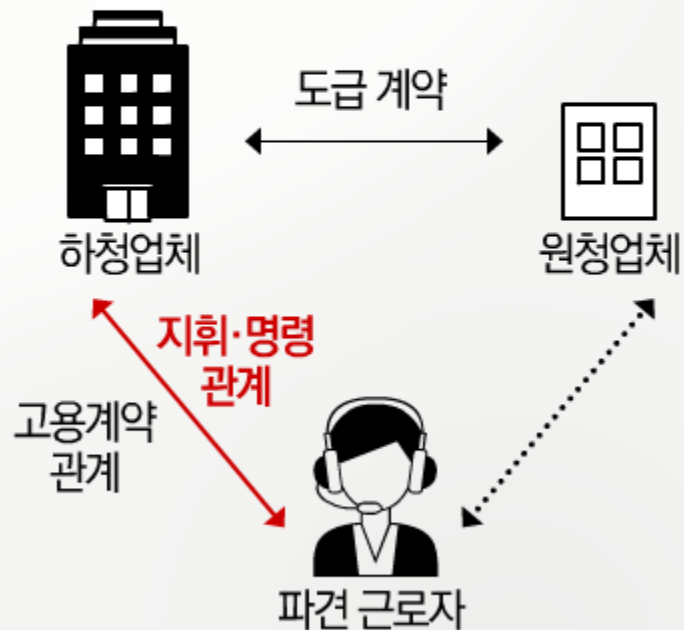 도급 계약
하청업체
원청업체
지휘·명령
관계
고용계약
관계
파견 근로자